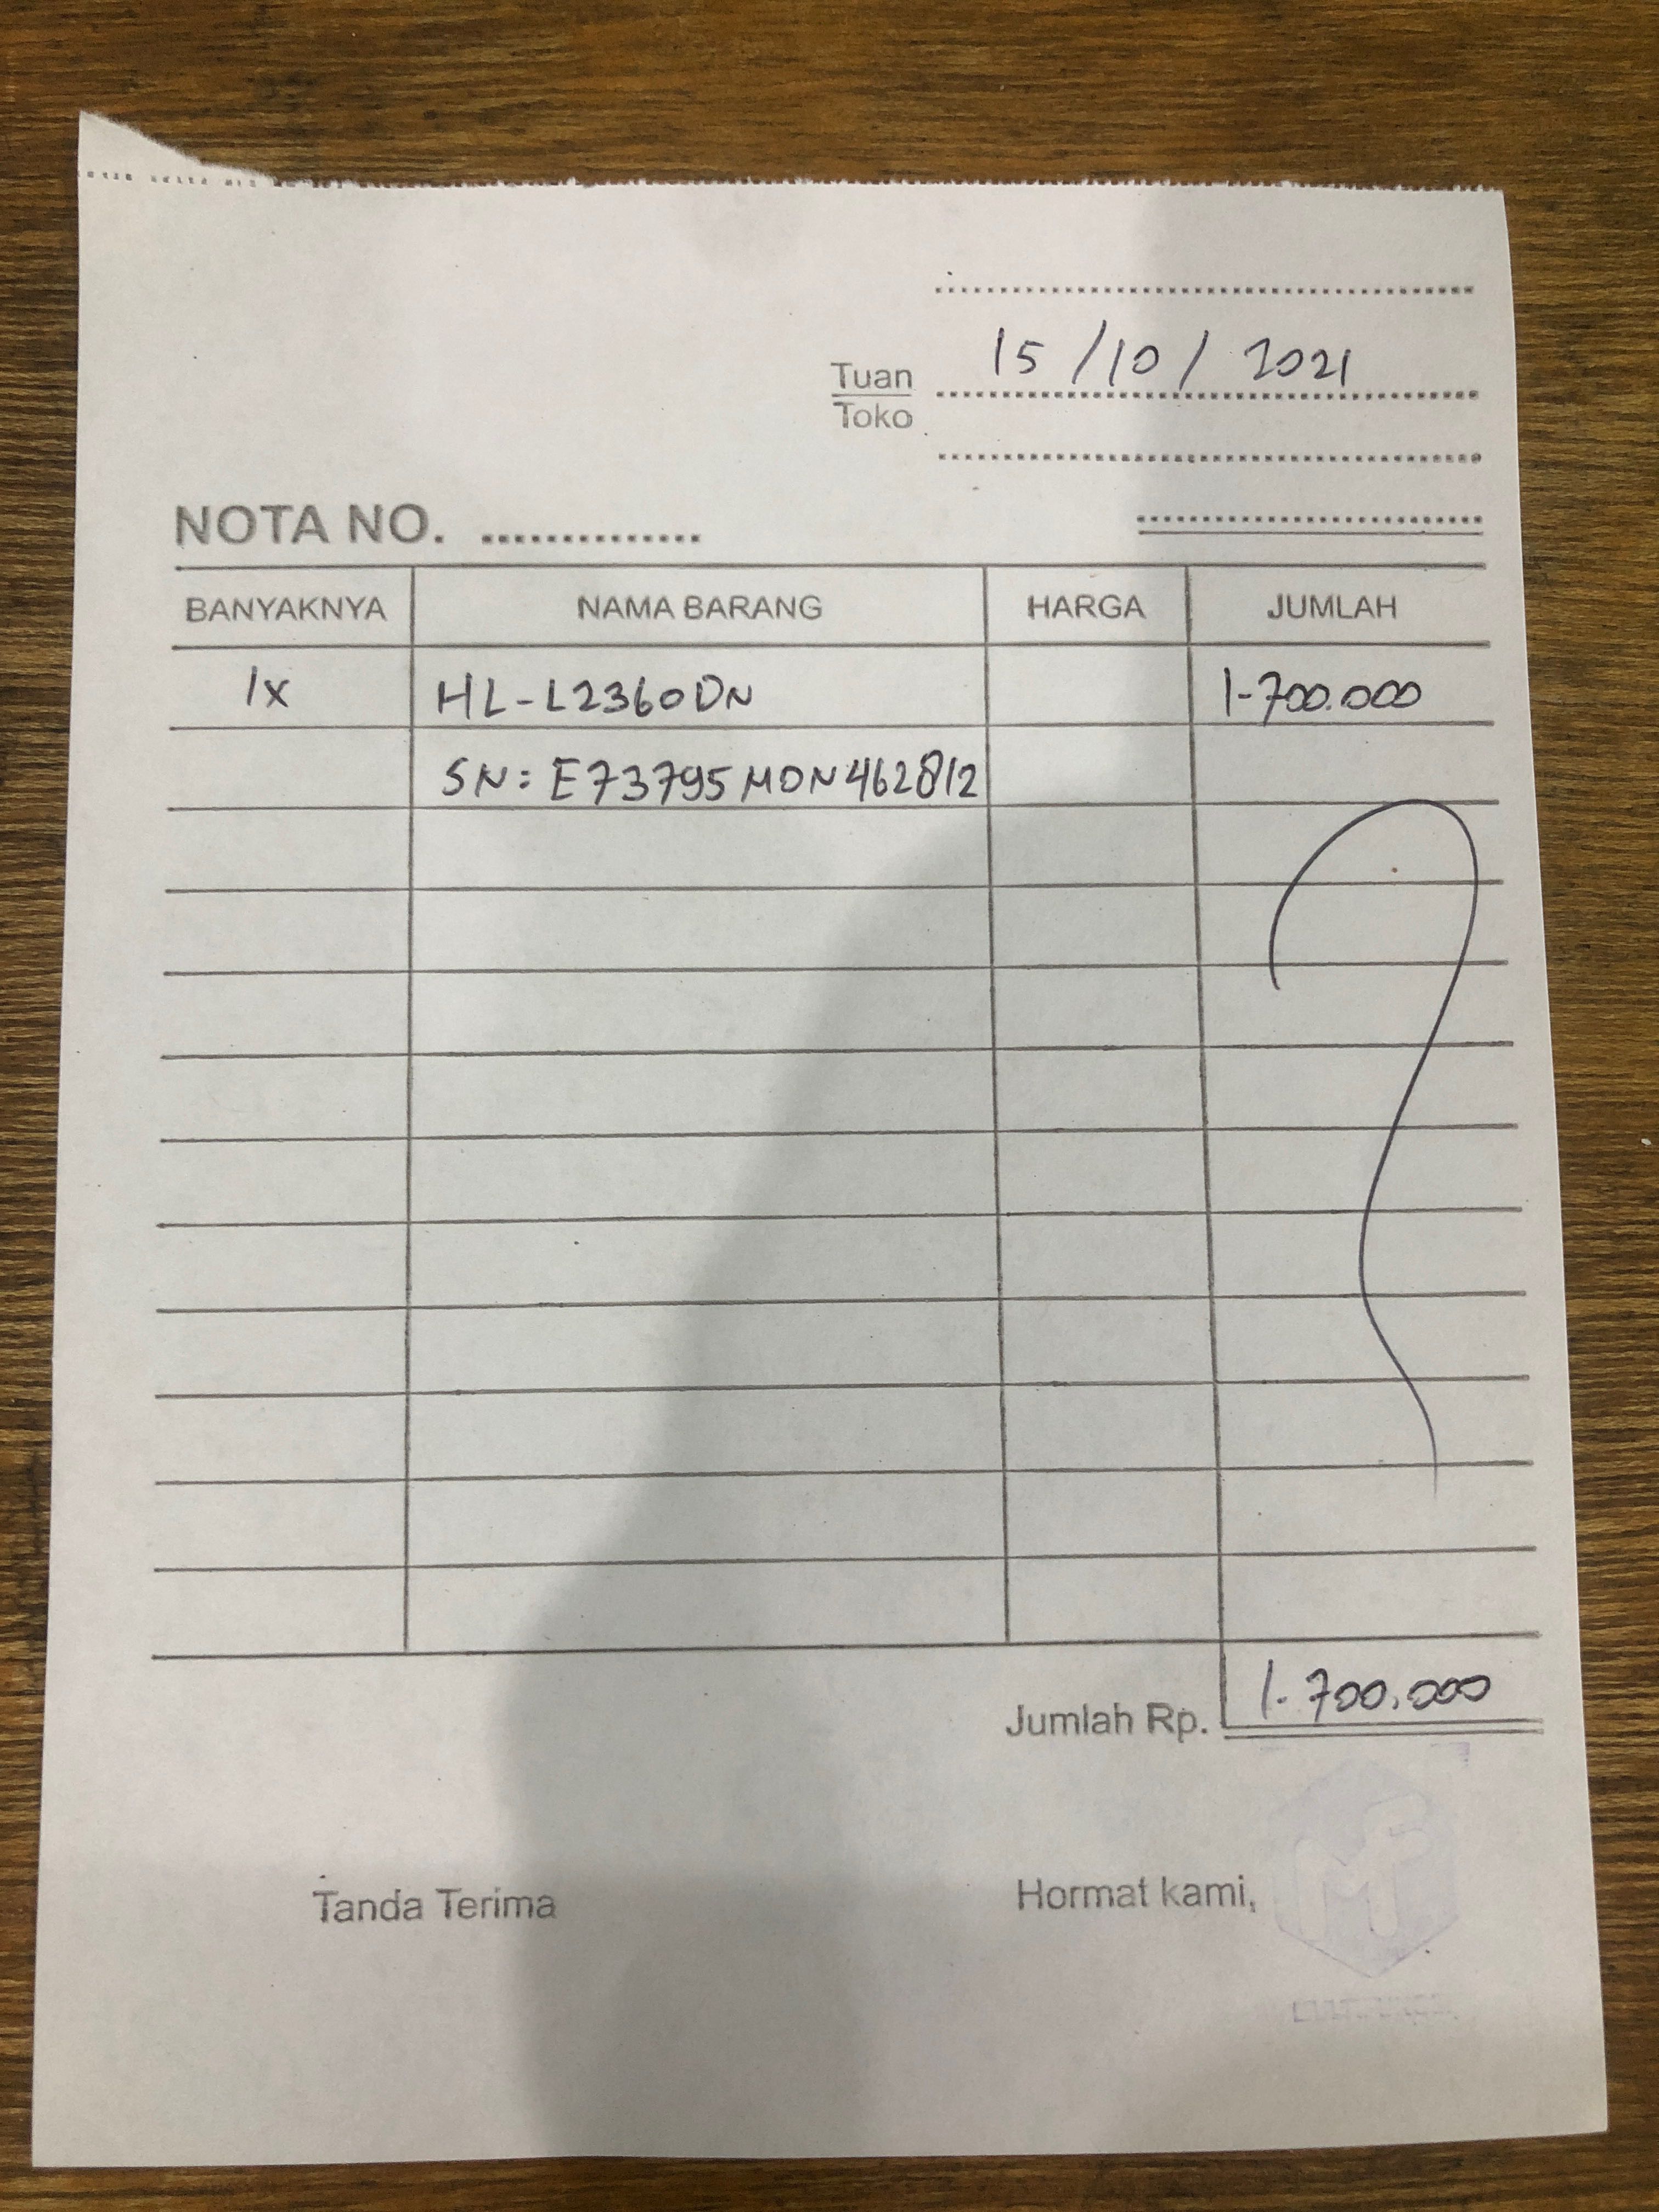 15/10/2021
Tuan
Toko
NOTA NO. ..............
BANYAKNYA NAMA BARANG HARGA JUMLAH
1x HL-L2360DN 1-700.000
SN: E73795M0N462812
Jumlah Rp. 1.700.000
Tanda Terima Hormat kami,